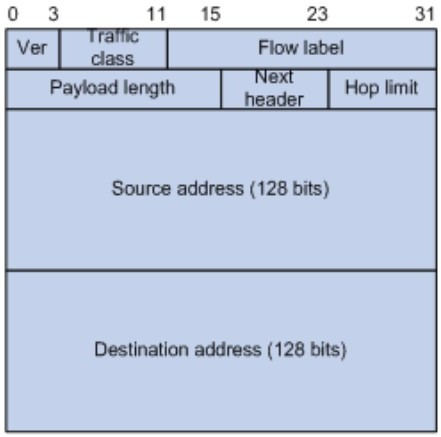 0 3 11 15 23 31
Ver Traffic class Flow label
Payload length Next header Hop limit
Source address (128 bits)
Destination address (128 bits)